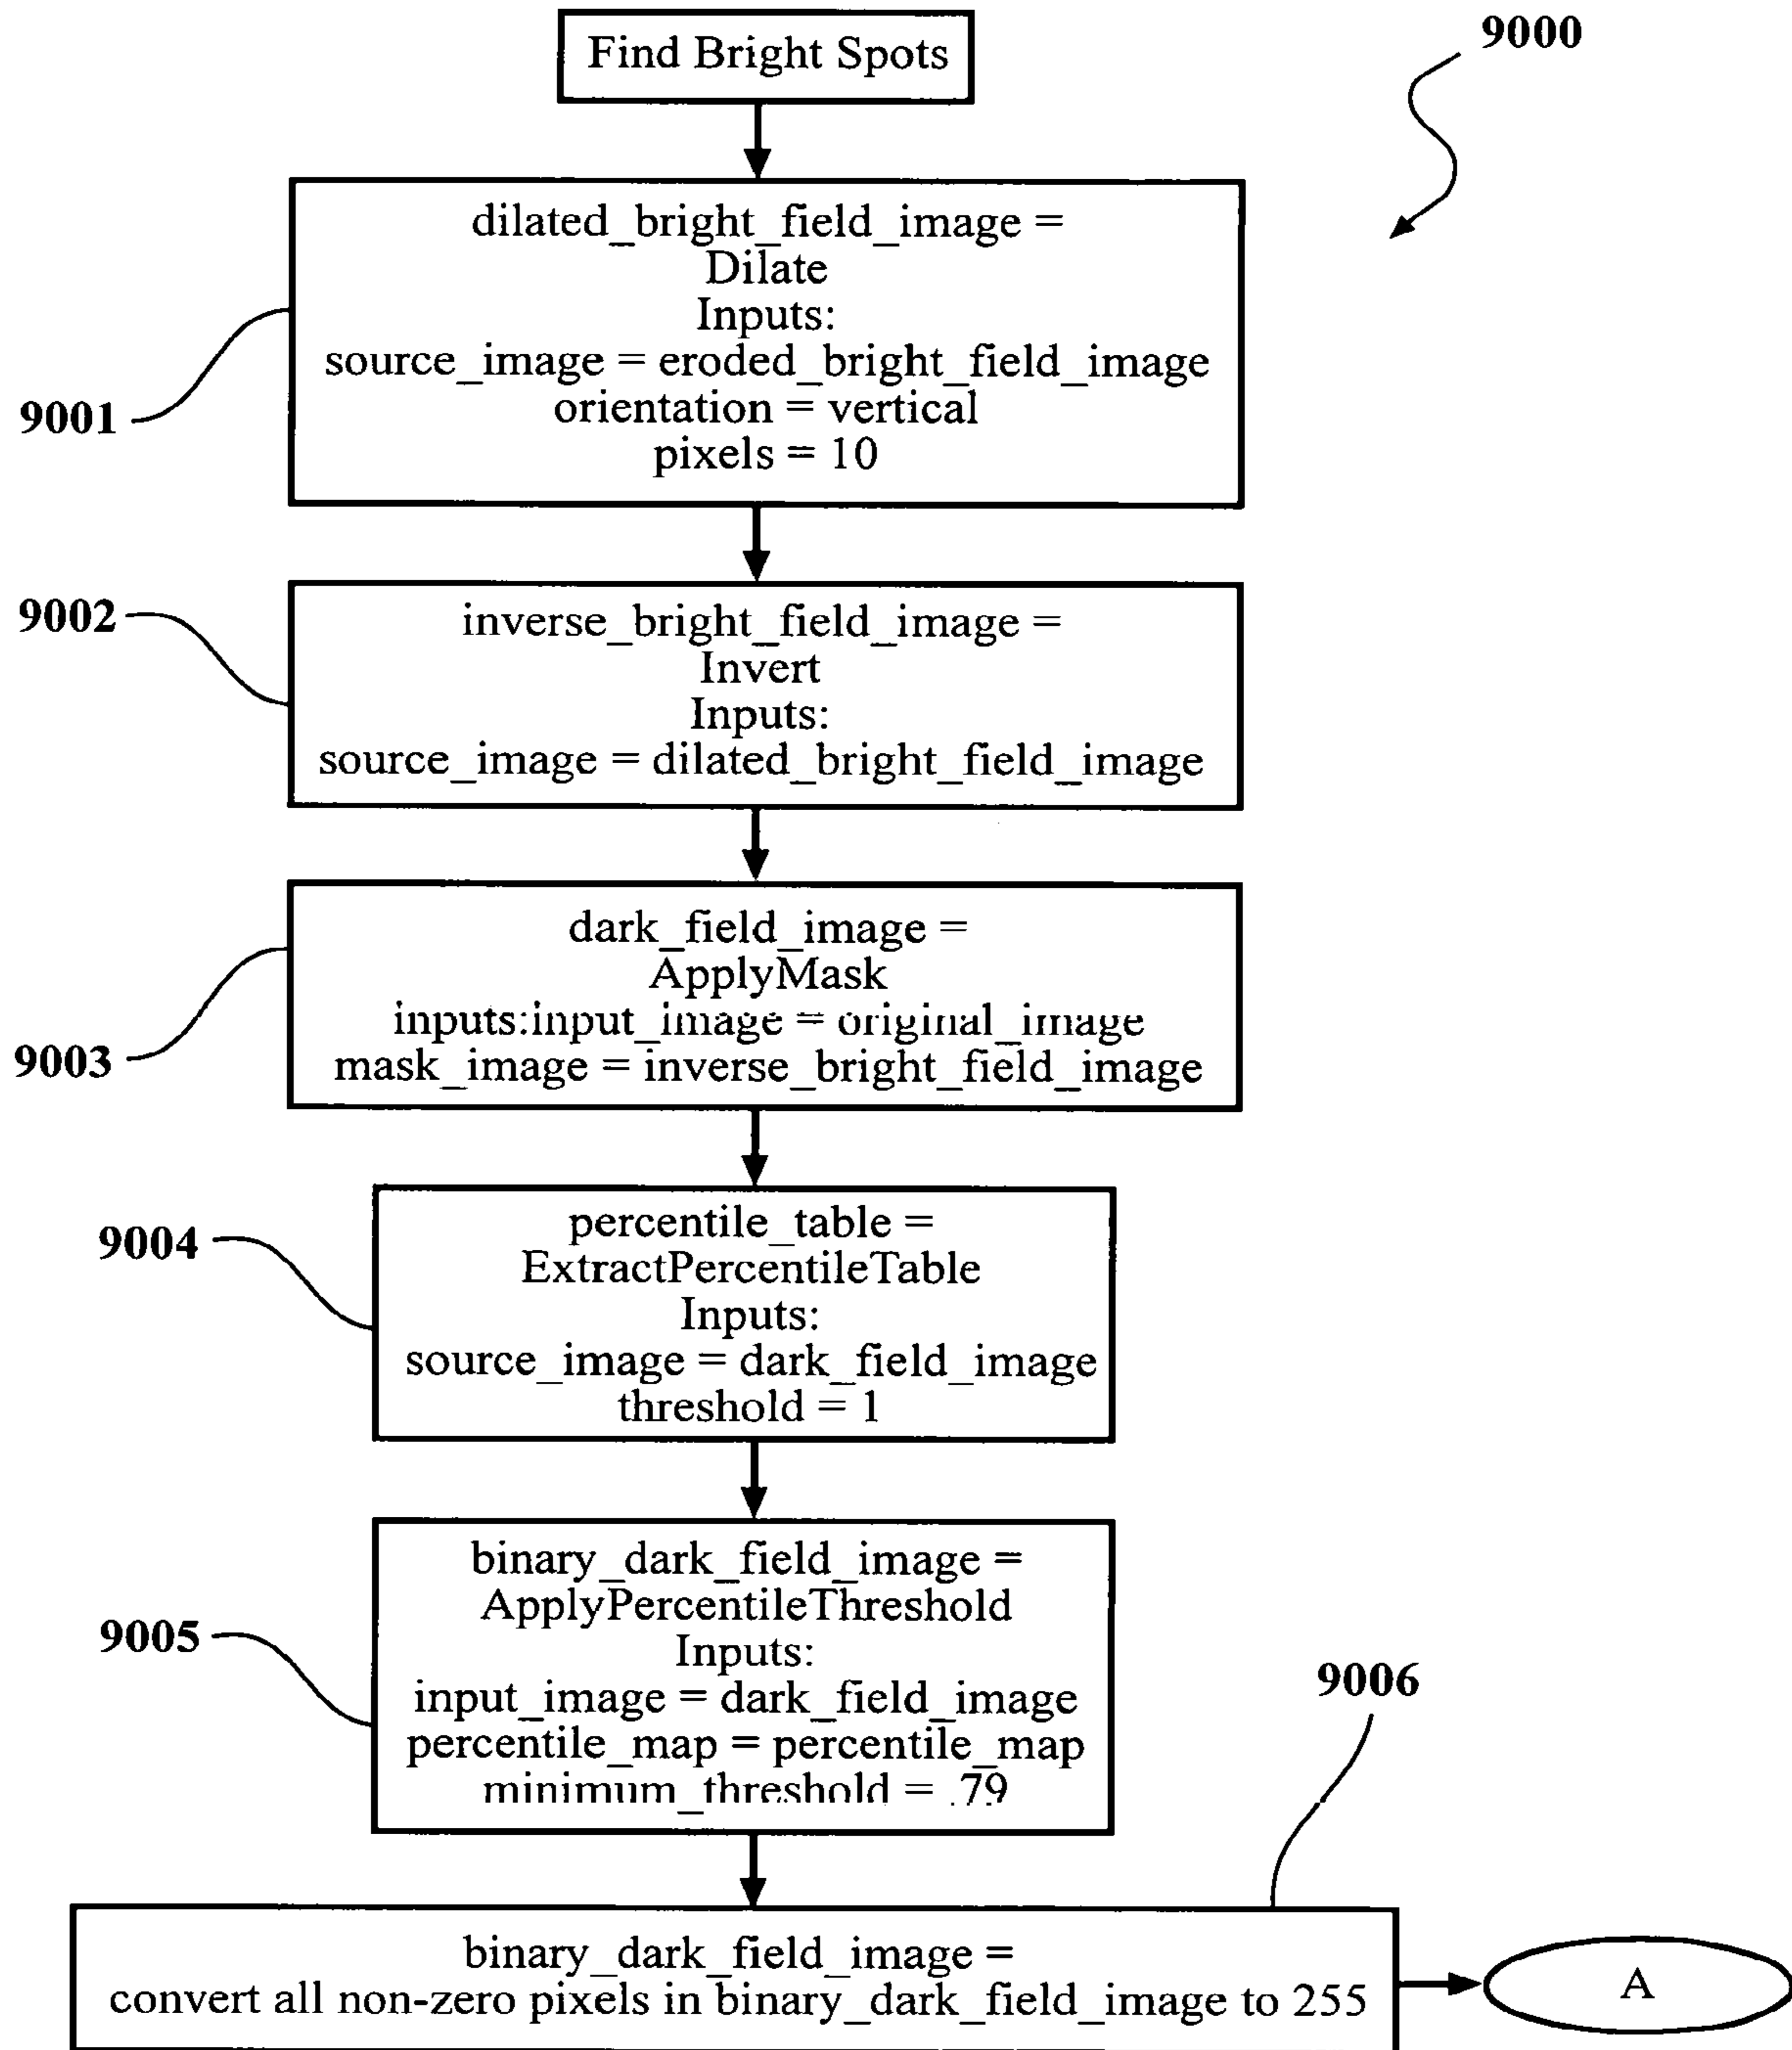 Find Bright Spots
9000
dilated_bright_field_image =
Dilate
Inputs:
source_image = eroded_bright_field_image
orientation = vertical
pixels = 10
9001
9002
inverse_bright_field_image =
Invert
Inputs:
source_image = dilated_bright_field_image
dark_field_image =
ApplyMask
inputs:input_image = original_image
mask_image = inverse_bright_field_image
9003
9004
percentile_table =
ExtractPercentileTable
Inputs:
source_image = dark_field_image
threshold = 1
9005
binary_dark_field_image =
ApplyPercentileThreshold
Inputs:
input_image = dark_field_image
percentile_map = percentile_map
minimum_threshold = .79
9006
binary_dark_field_image =
convert all non-zero pixels in binary_dark_field_image to 255
A